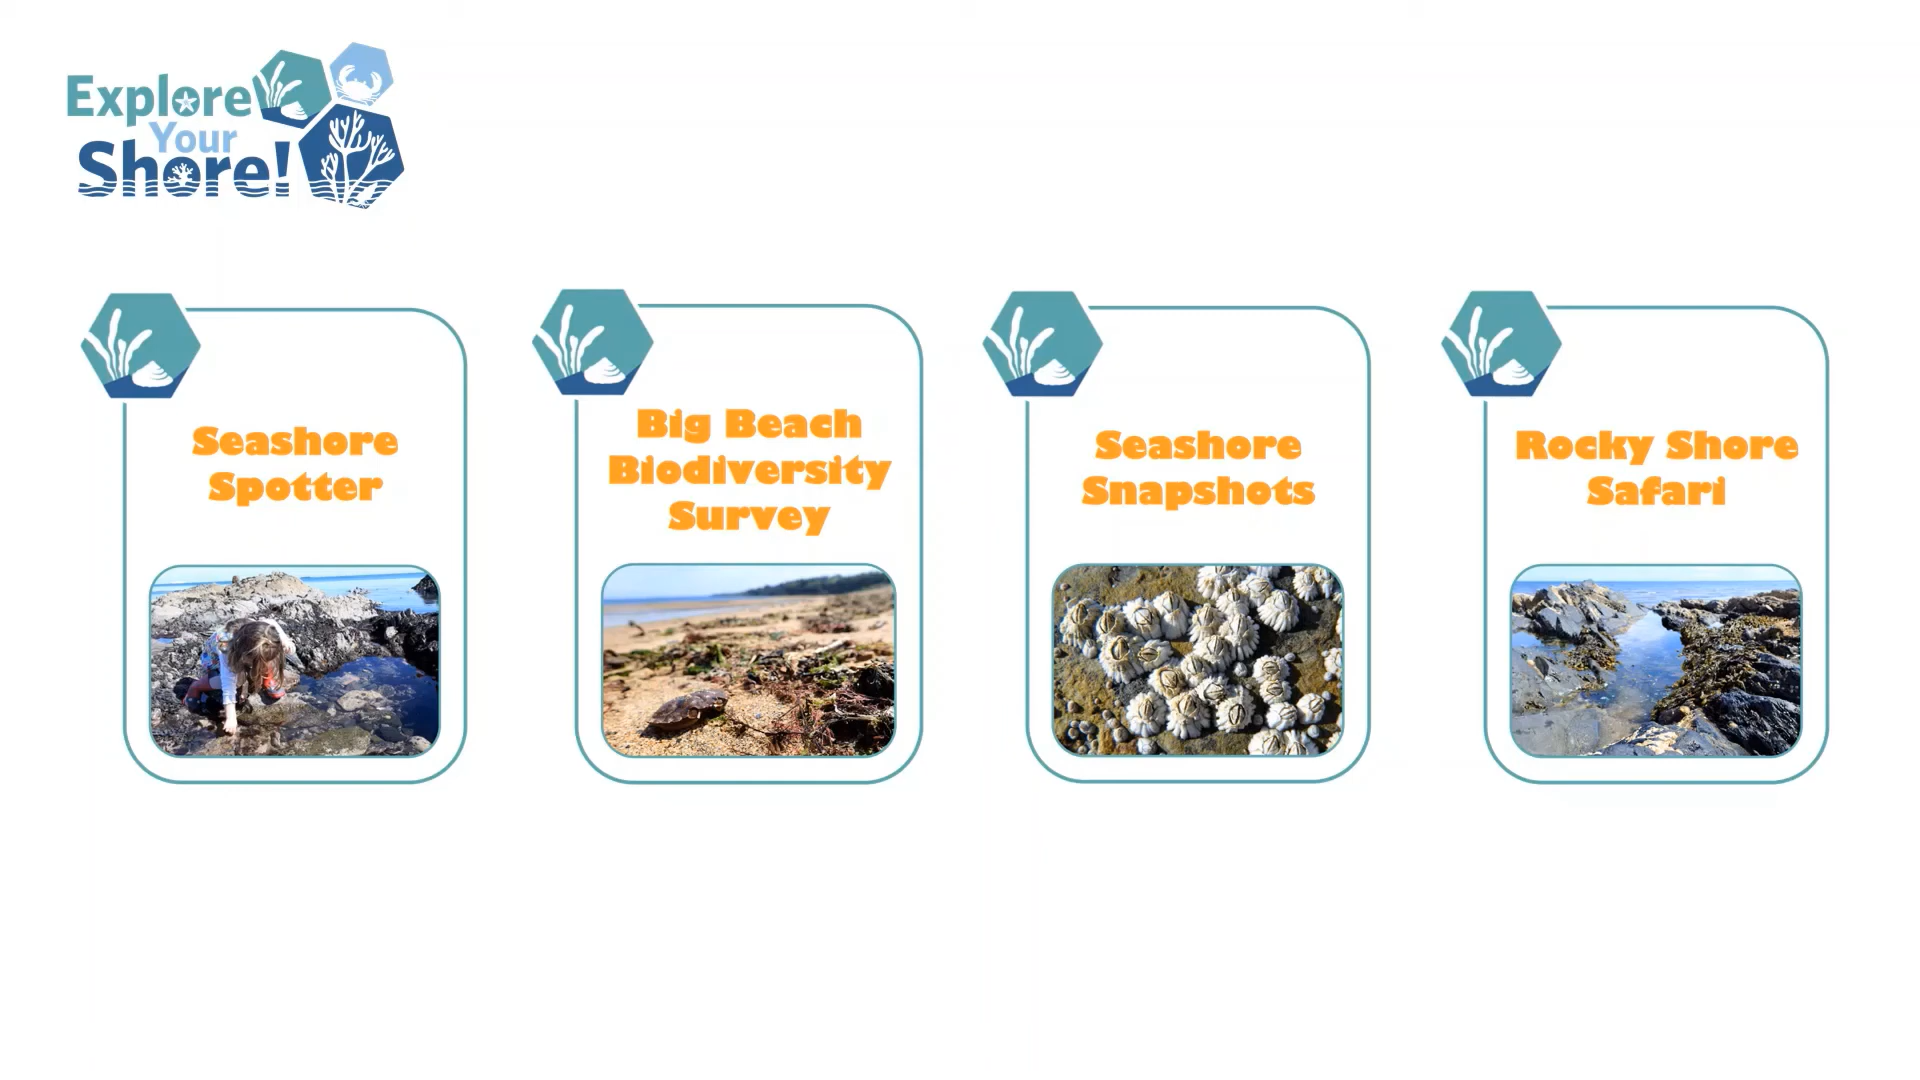 Explore
Your
Shore!
Seashore
Spotter
Big Beach
Biodiversity
Survey
Seashore
Snapshots
Rocky Shore
Safari